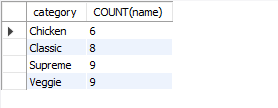 category COUNT(name)
Chicken 6
Classic 8
Supreme 9
Veggie 9